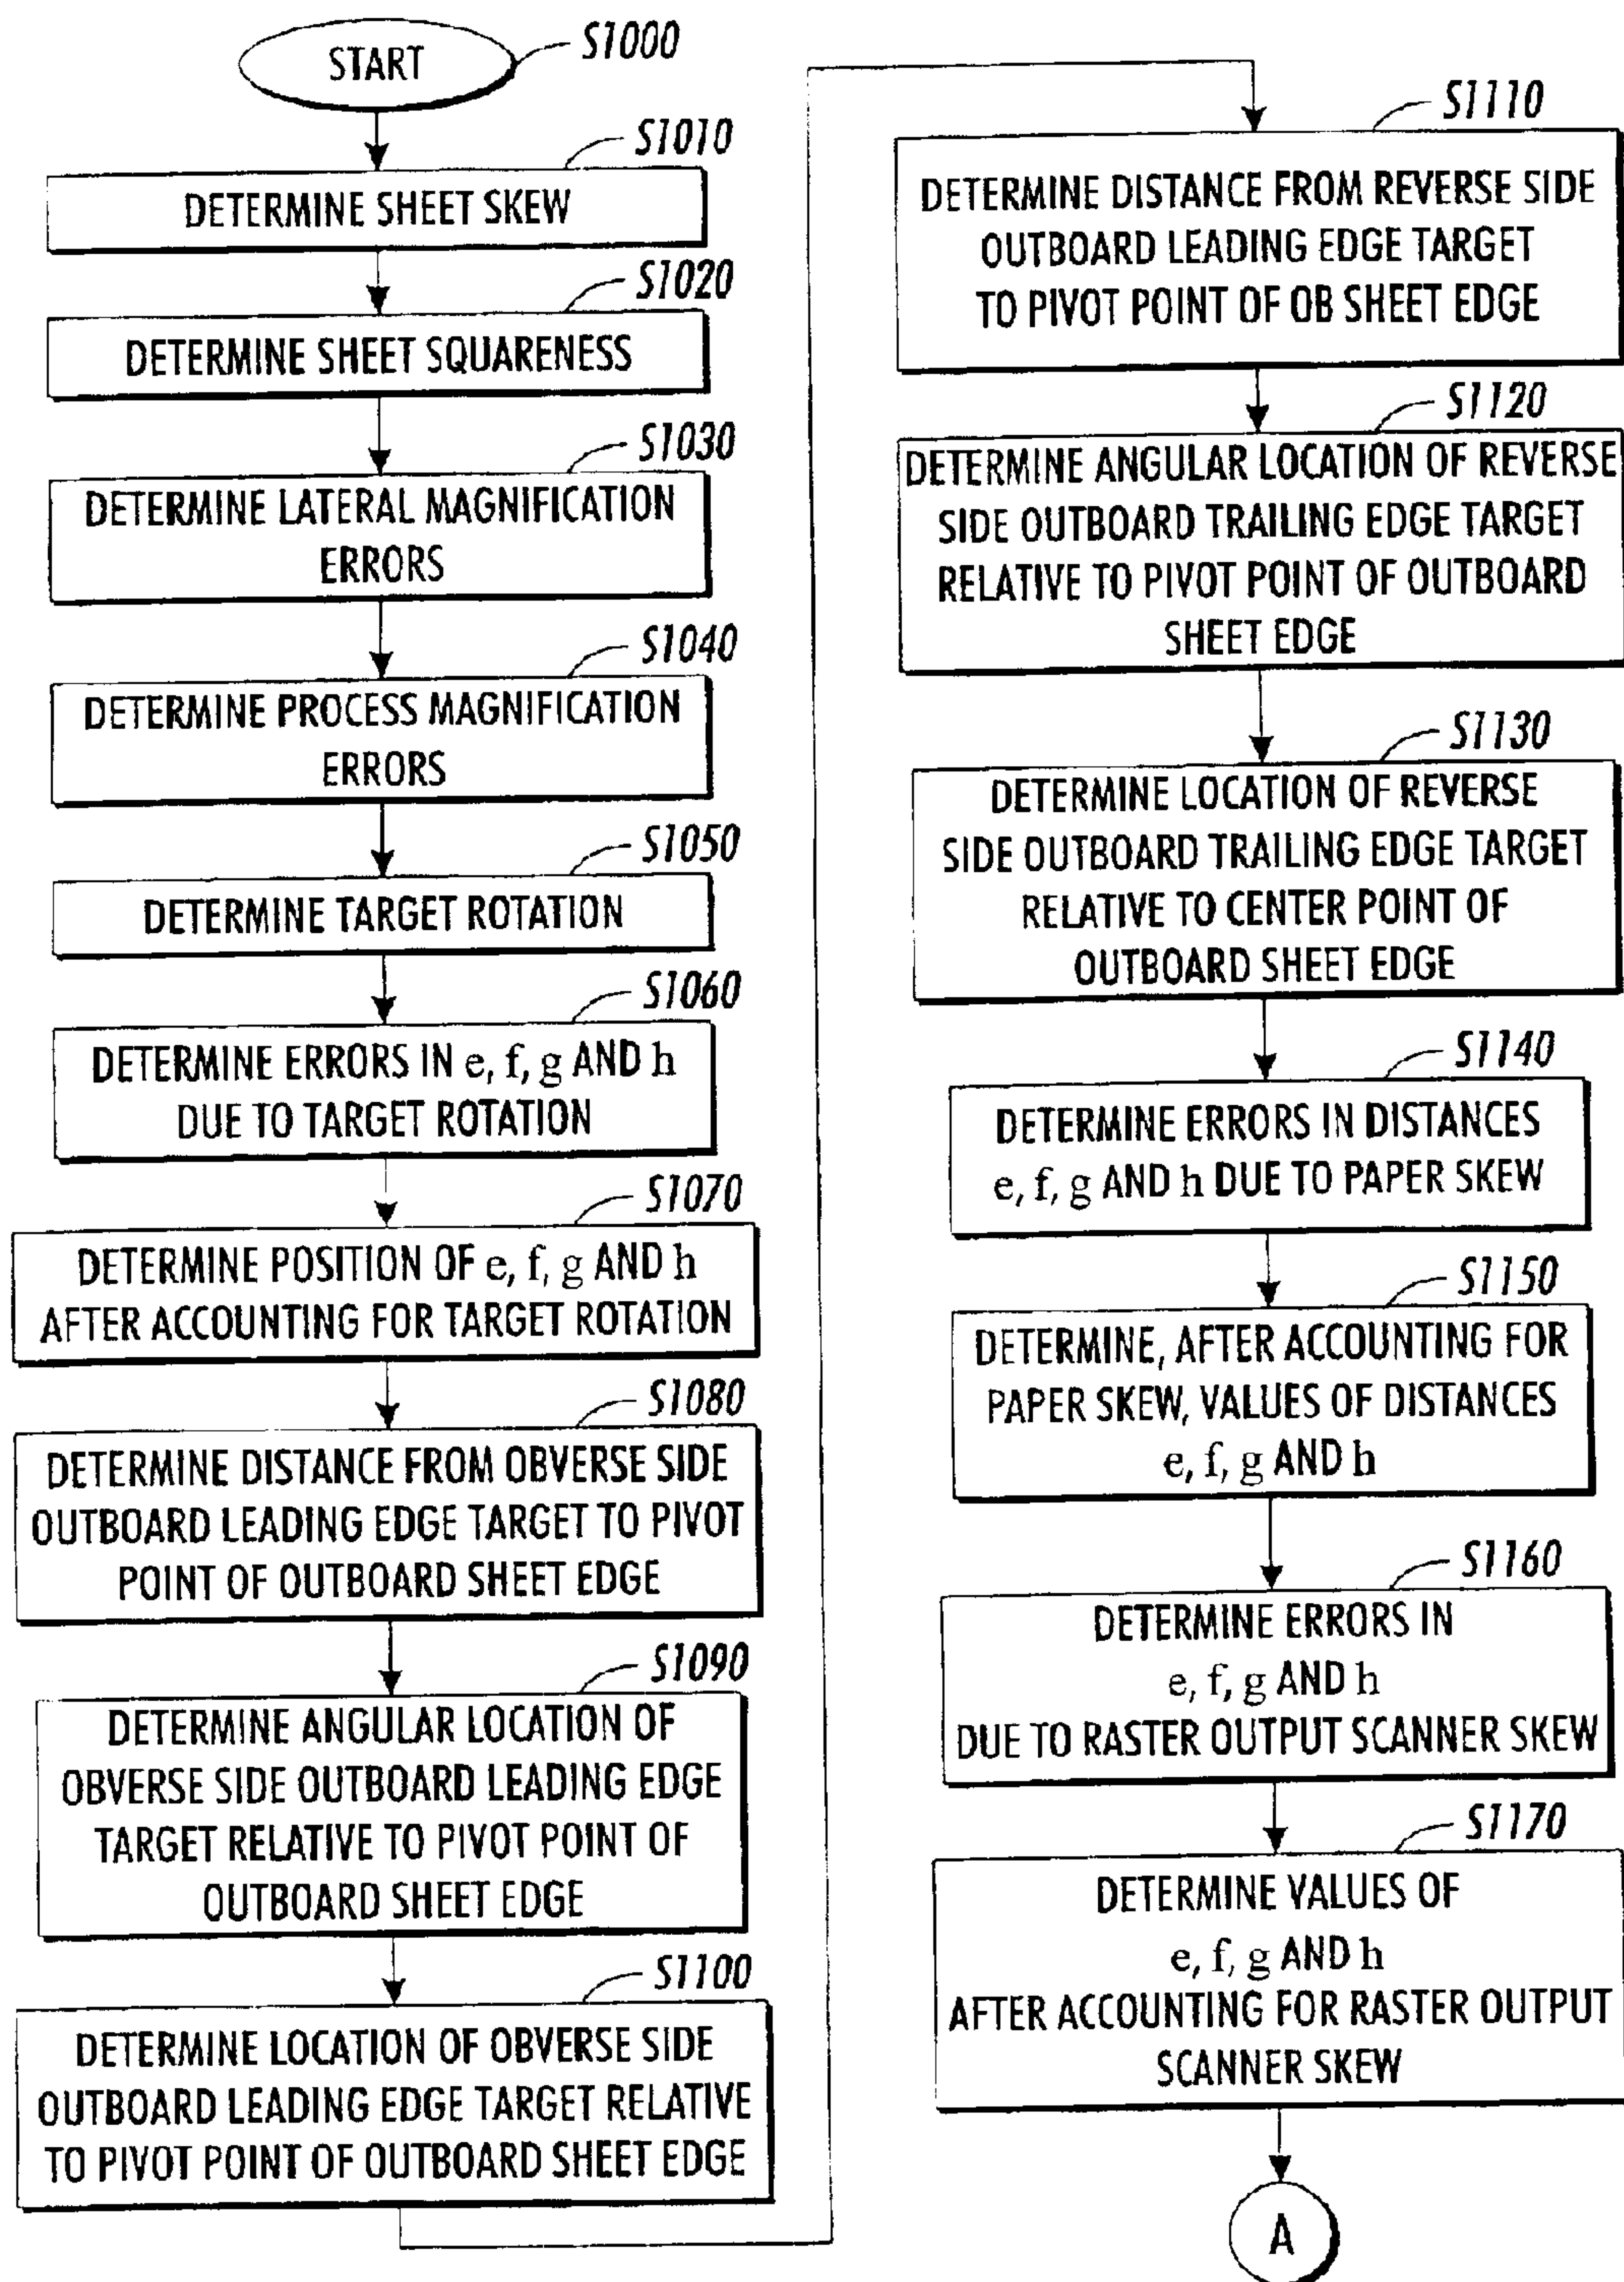 START
S1000
S1010
DETERMINE SHEET SKEW
S1020
DETERMINE SHEET SQUARENESS
S1030
DETERMINE LATERAL MAGNIFICATION
ERRORS
S1040
DETERMINE PROCESS MAGNIFICATION
ERRORS
S1050
DETERMINE TARGET ROTATION
S1060
DETERMINE ERRORS IN e, f, g AND h
DUE TO TARGET ROTATION
S1070
DETERMINE POSITION OF e, f, g AND h
AFTER ACCOUNTING FOR TARGET ROTATION
S1080
DETERMINE DISTANCE FROM OBVERSE SIDE
OUTBOARD LEADING EDGE TARGET TO PIVOT
POINT OF OUTBOARD SHEET EDGE
S1090
DETERMINE ANGULAR LOCATION OF
OBVERSE SIDE OUTBOARD LEADING EDGE
TARGET RELATIVE TO PIVOT POINT OF
OUTBOARD SHEET EDGE
S1100
DETERMINE LOCATION OF OBVERSE SIDE
OUTBOARD LEADING EDGE TARGET RELATIVE
TO PIVOT POINT OF OUTBOARD SHEET EDGE
S1110
DETERMINE DISTANCE FROM REVERSE SIDE
OUTBOARD LEADING EDGE TARGET
TO PIVOT POINT OF OB SHEET EDGE
S1120
DETERMINE ANGULAR LOCATION OF REVERSE
SIDE OUTBOARD TRAILING EDGE TARGET
RELATIVE TO PIVOT POINT OF OUTBOARD
SHEET EDGE
S1130
DETERMINE LOCATION OF REVERSE
SIDE OUTBOARD TRAILING EDGE TARGET
RELATIVE TO CENTER POINT OF
OUTBOARD SHEET EDGE
S1140
DETERMINE ERRORS IN DISTANCES
e, f, g AND h DUE TO PAPER SKEW
S1150
DETERMINE, AFTER ACCOUNTING FOR
PAPER SKEW, VALUES OF DISTANCES
e, f, g AND h
S1160
DETERMINE ERRORS IN
e, f, g AND h
DUE TO RASTER OUTPUT SCANNER SKEW
S1170
DETERMINE VALUES OF
e, f, g AND h
AFTER ACCOUNTING FOR RASTER OUTPUT
SCANNER SKEW
A